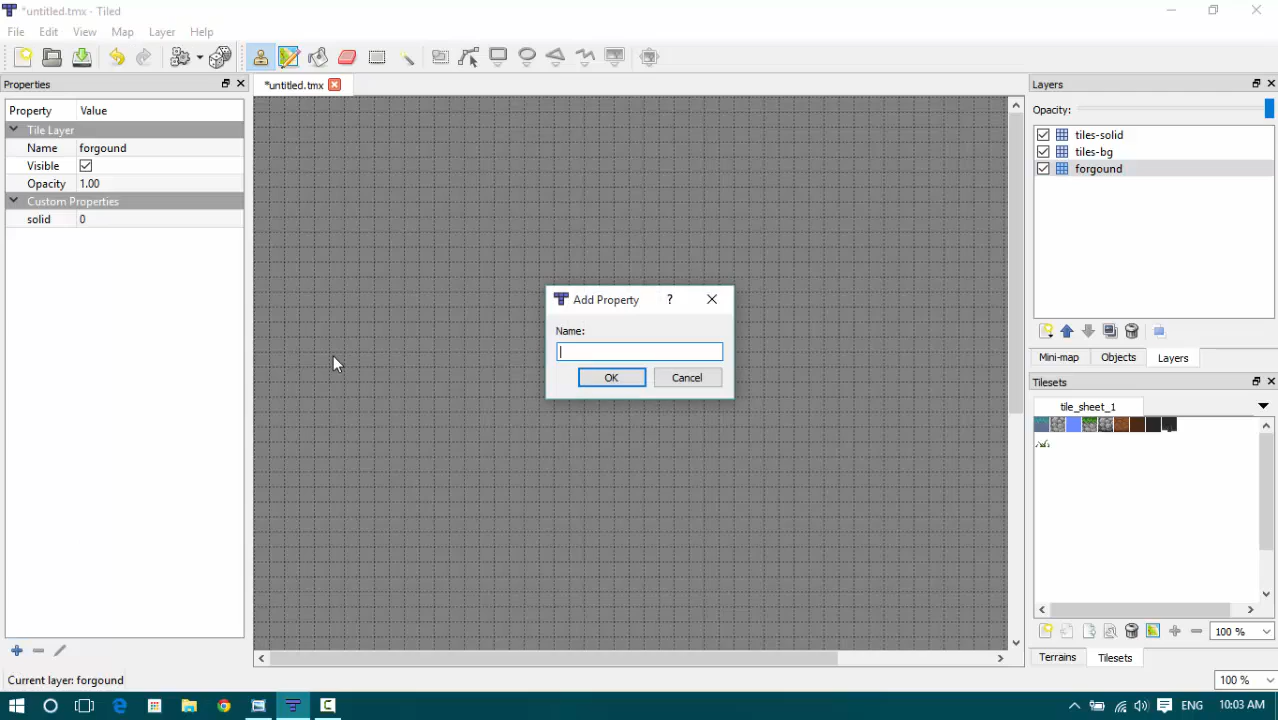 *untitled.tmx - Tiled
File Edit View Map Layer Help
Properties
*untitled.tmx
Layers
Property Value
Opacity:
Tile Layer
Name forgound
Visible
Opacity 1.00
Custom Properties
solid 0
tiles-solid
tiles-bg
forgound
Add Property ?
Name:
OK Cancel
Mini-map Objects Layers
Tilesets
tile_sheet_1
100 %
Terrains Tilesets
Current layer: forgound
100 %
ENG 10:03 AM